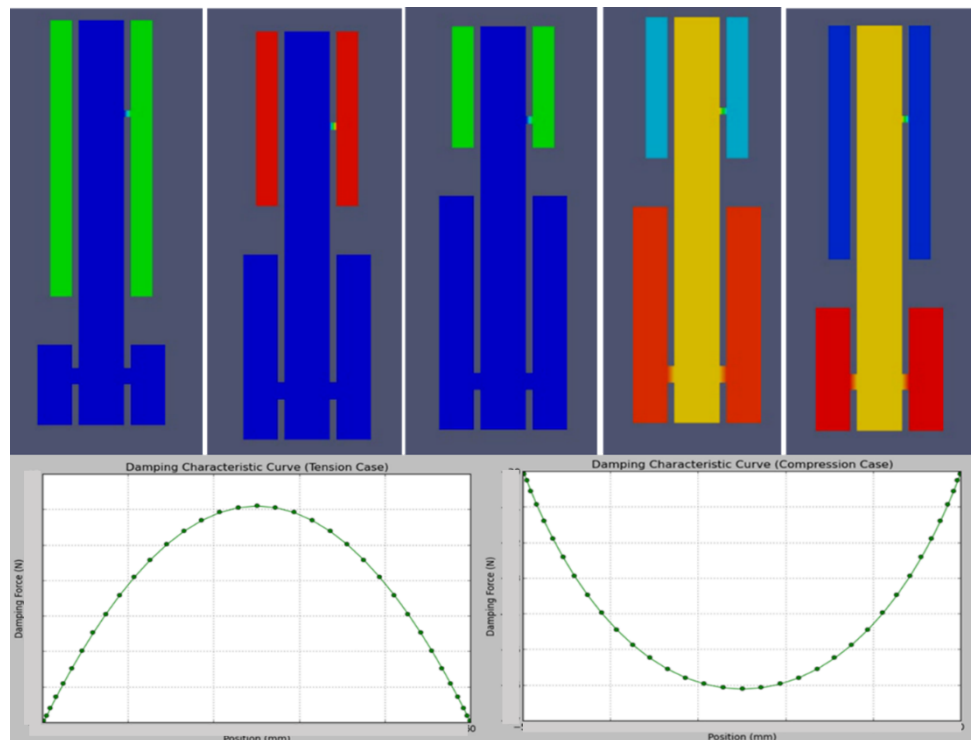 Damping Characteristic Curve (Tension Case)
Damping Force (N)
Position (mm)
Damping Characteristic Curve (Compression Case)
Damping Force (N)
Position (mm)